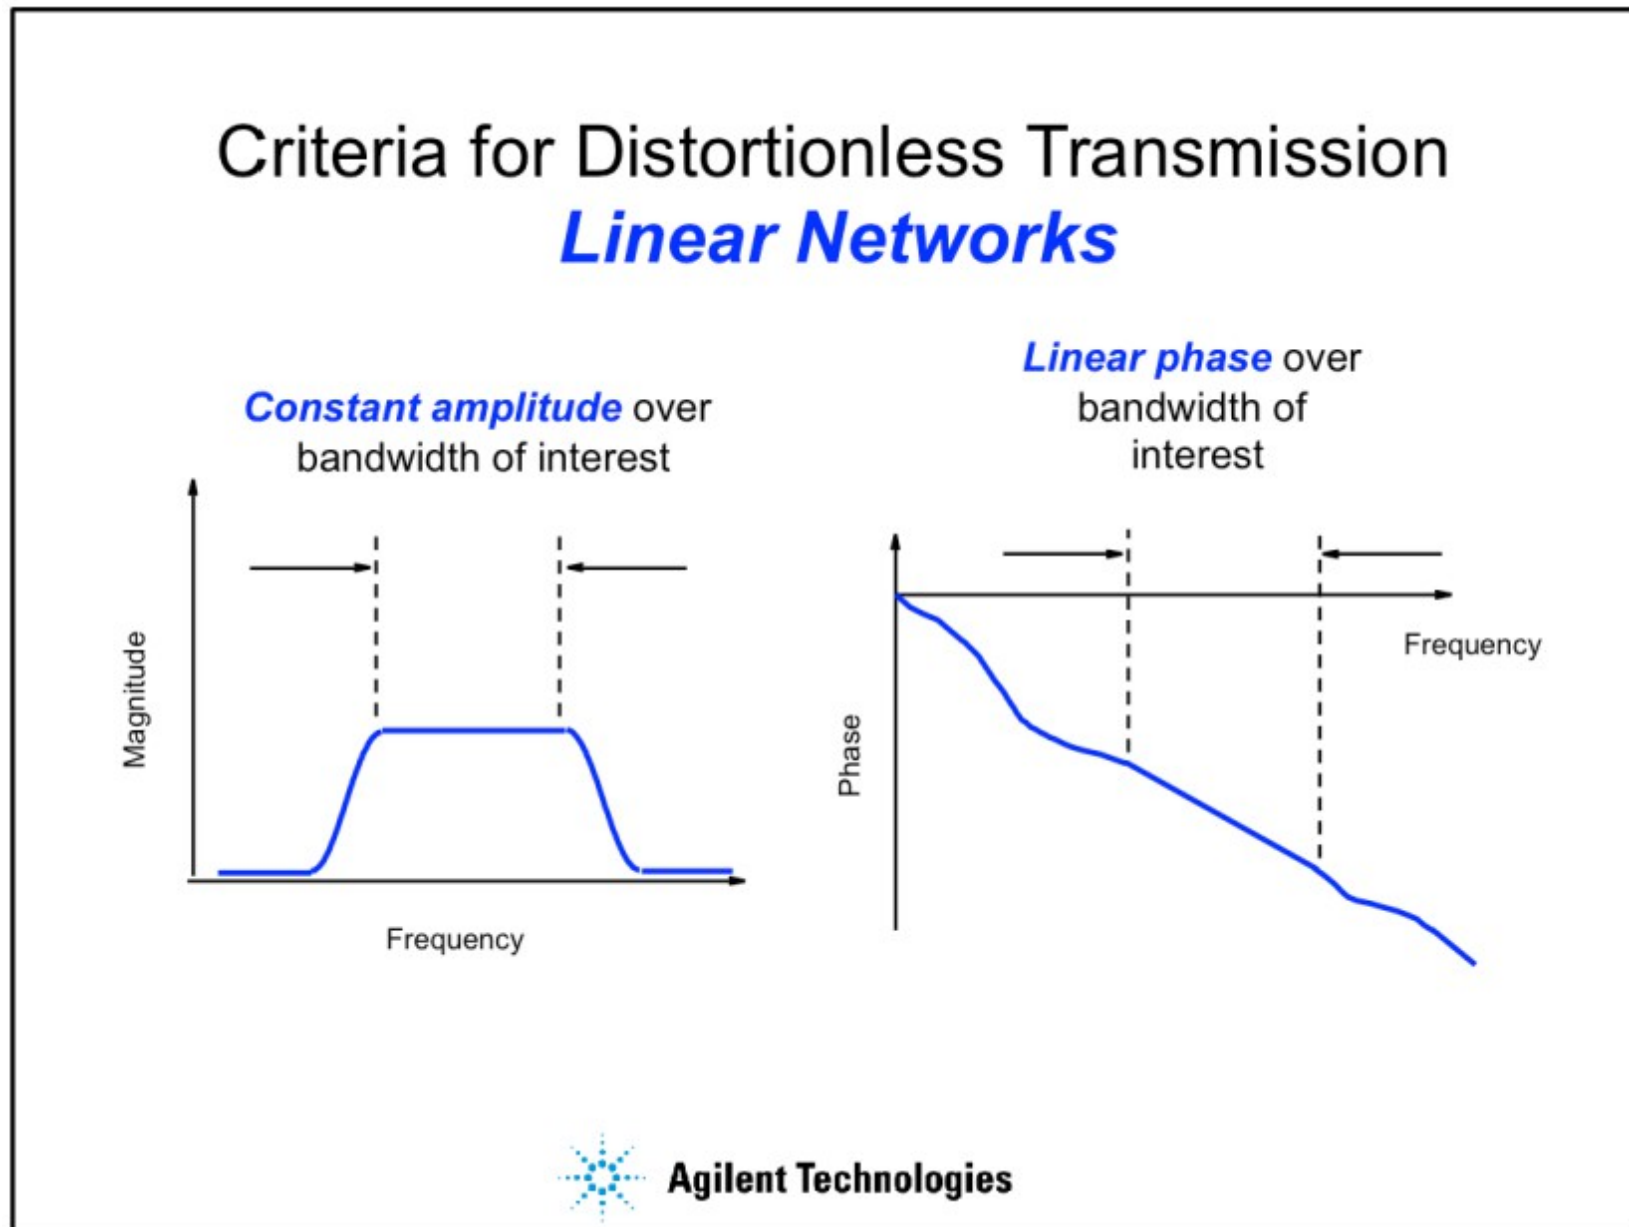 Criteria for Distortionless Transmission
Linear Networks
Constant amplitude over
bandwidth of interest
Magnitude
Frequency
Linear phase over
bandwidth of
interest
Phase
Frequency
Agilent Technologies